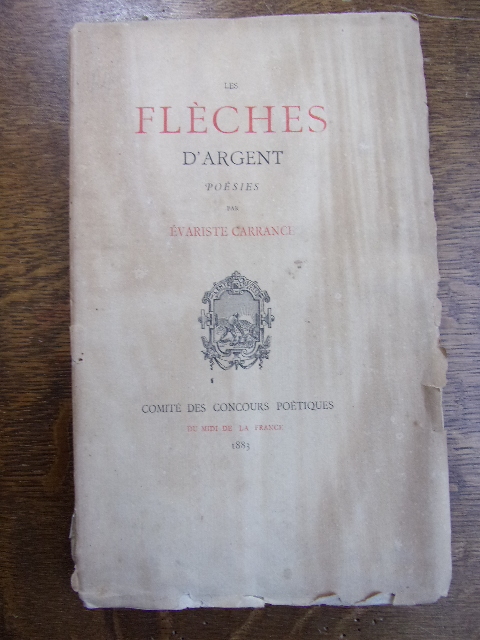 LES
FLÈCHES
D'ARGENT
POÉSIES
PAR
ÉVARISTE CARRANCE
COMITÉ DES CONCOURS POÉTIQUES
DU MIDI DE LA FRANCE
1883